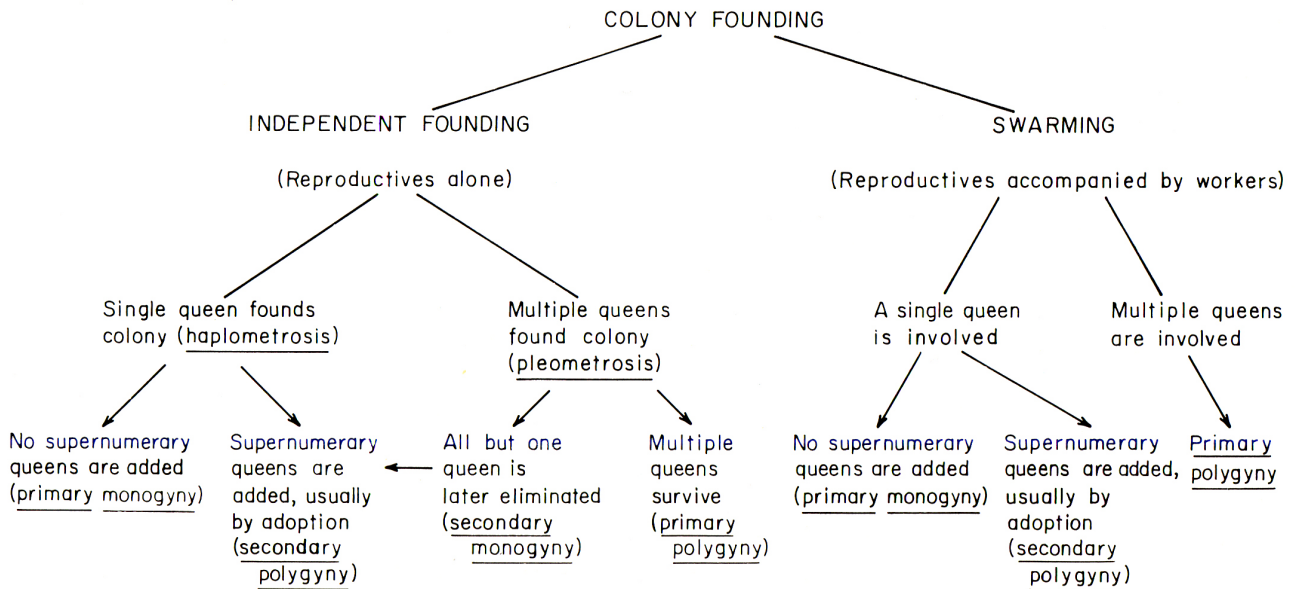 COLONY FOUNDING
INDEPENDENT FOUNDING
(Reproductives alone)
SWARMING
(Reproductives accompanied by workers)
Single queen founds
colony (haplometrosis)
Multiple queens
found colony
(pleometrosis)
A single queen
is involved
Multiple queens
are involved
No supernumerary
queens are added
(primary monogyny)
Supernumerary
queens are
added, usually
by adoption
(secondary
polygyny)
All but one
queen is
later eliminated
(secondary
monogyny)
Multiple
queens
survive
(primary
polygyny)
No supernumerary
queens are added
(primary monogyny)
Supernumerary
queens are added,
usually by
adoption
(secondary
polygyny)
Primary
polygyny